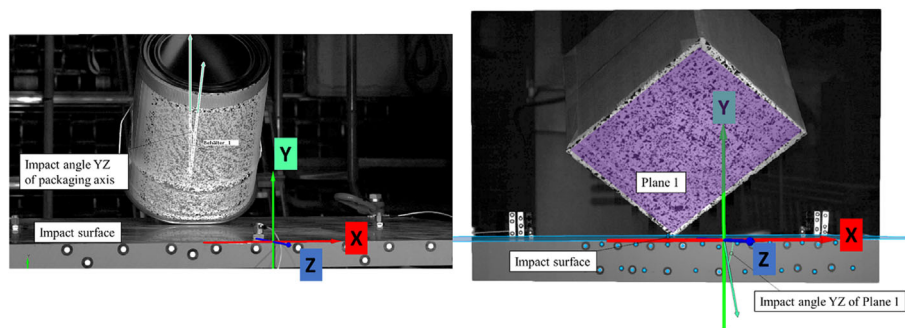 Impact angle YZ
of packaging axis
Impact surface
Y
X
Z
Y
Plane 1
X
Z
Impact surface
Impact angle YZ of Plane 1